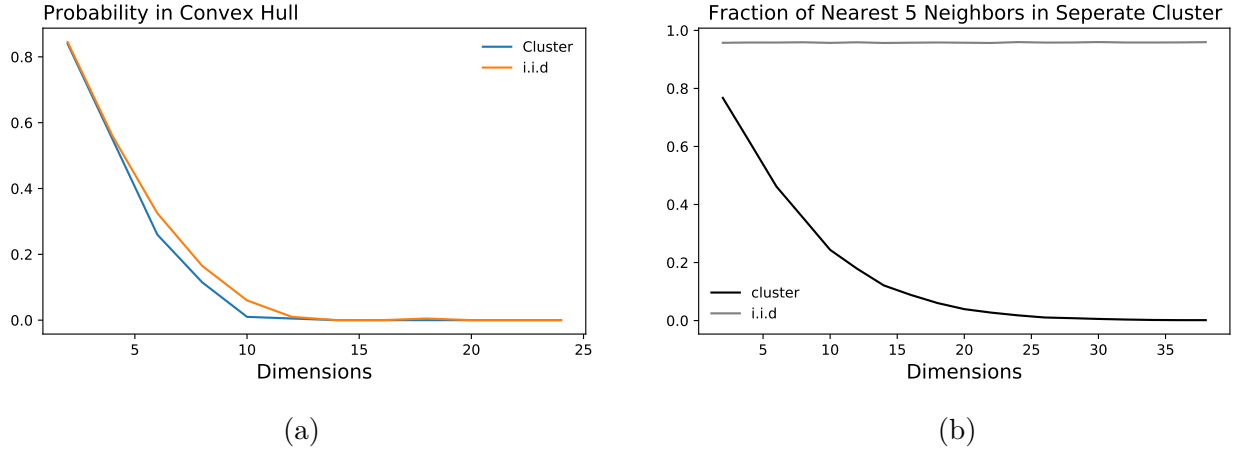 Probability in Convex Hull
0.8
0.6
0.4
0.2
0.0
Cluster
i.i.d
5
10
15
20
25
Dimensions
(a)
Fraction of Nearest 5 Neighbors in Seperate Cluster
1.0
0.8
0.6
0.4
0.2
0.0
cluster
i.i.d
5
10
15
20
25
30
35
Dimensions
(b)